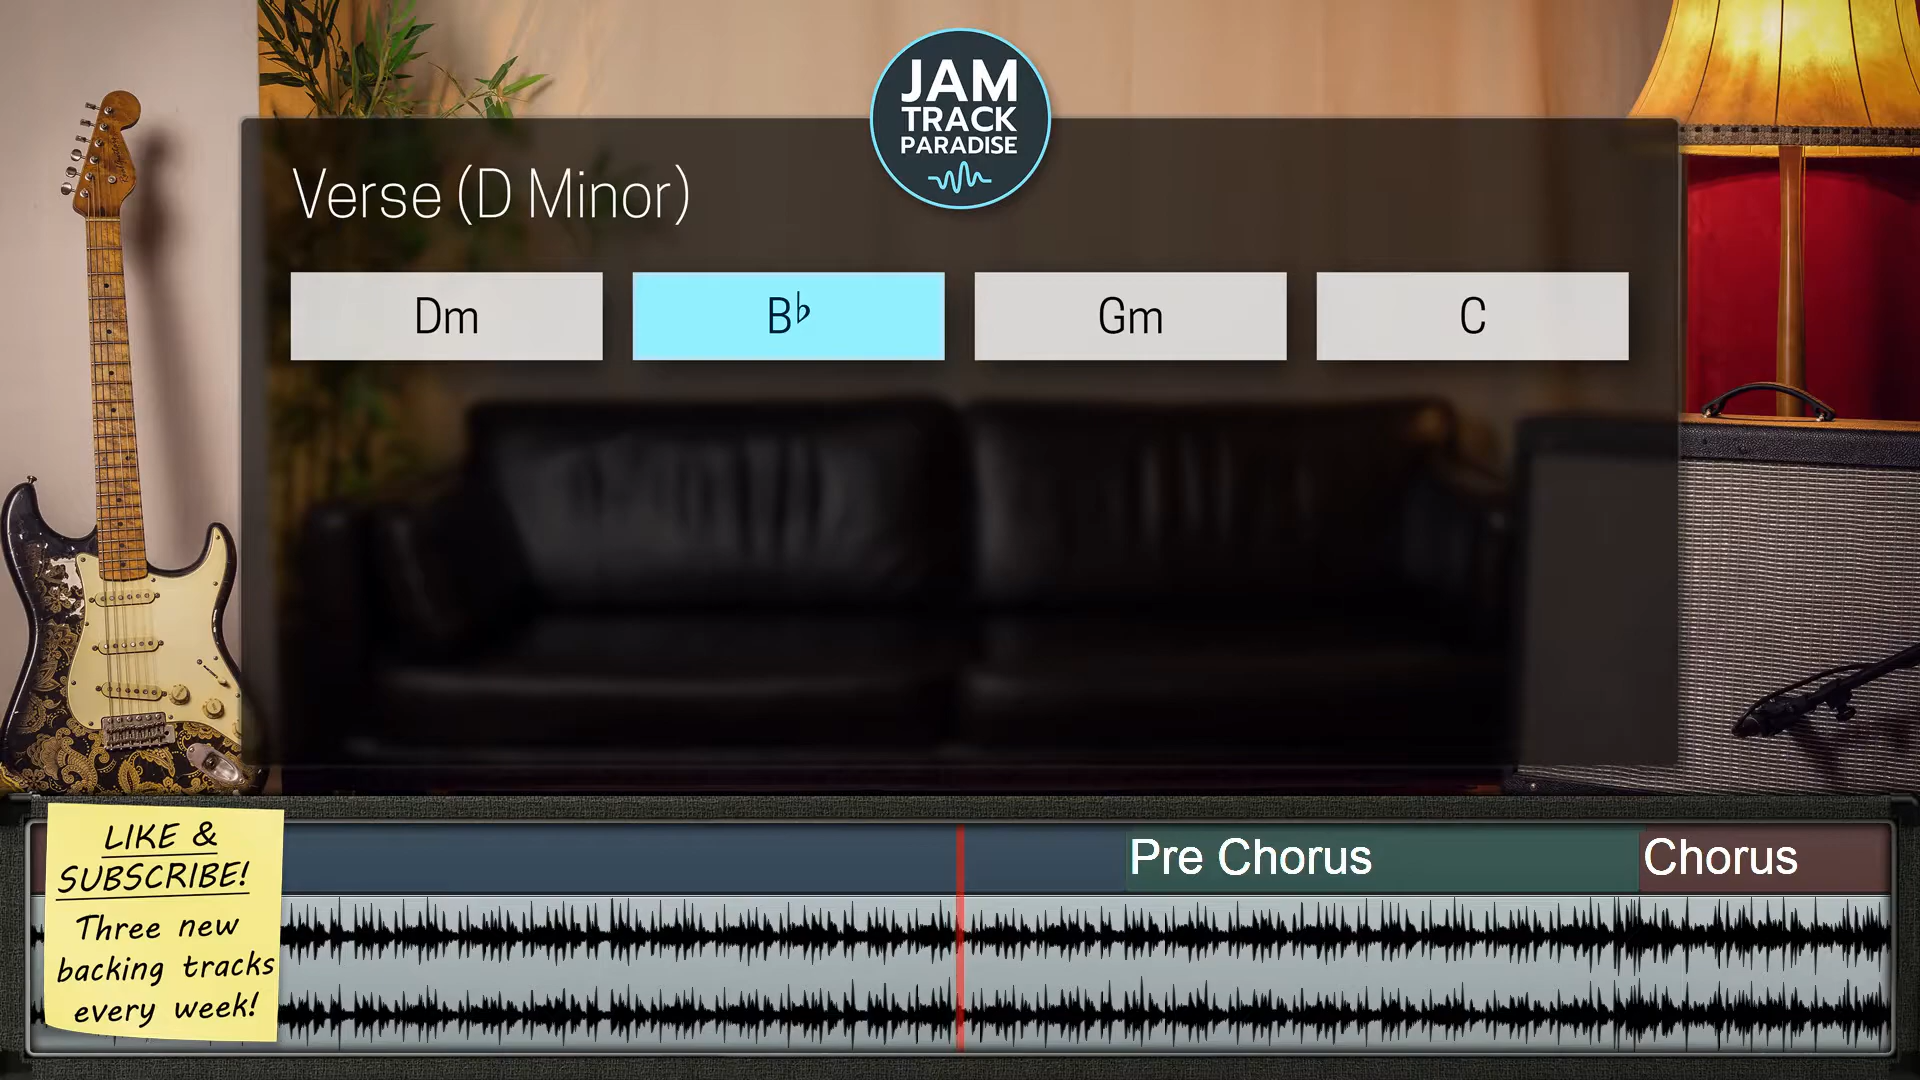 JAM
TRACK
PARADISE
Verse (D Minor)
Dm
B♭
Gm
C
Pre Chorus
Chorus
LIKE &
SUBSCRIBE!
Three new
backing tracks
every week!